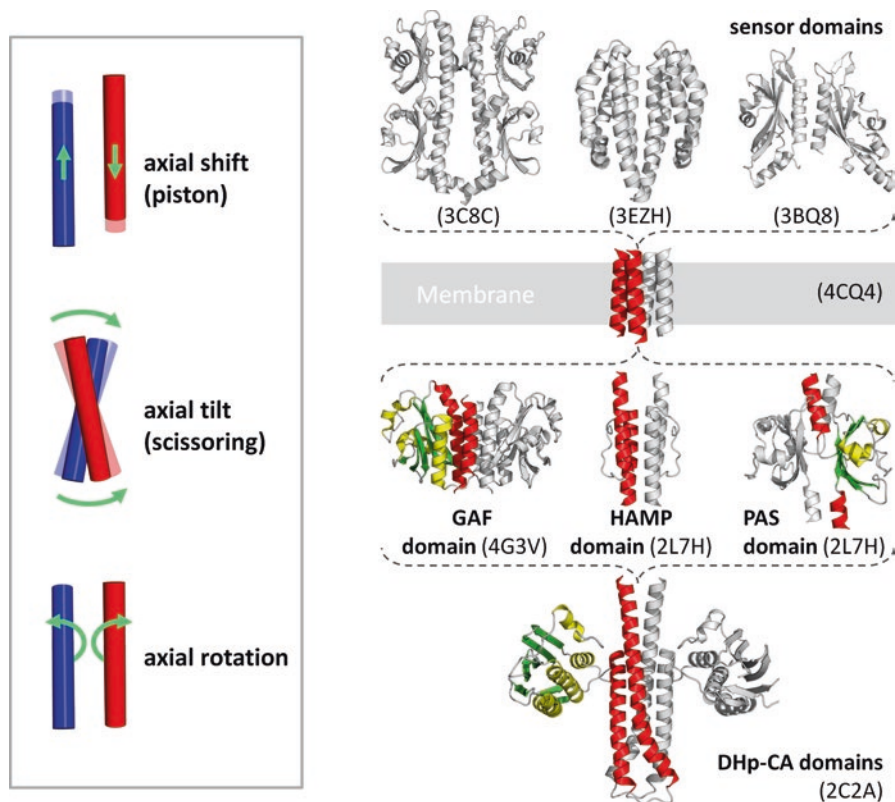 axial shift
(piston)
axial tilt
(scissoring)
axial rotation
sensor domains
(3C8C)
(3EZH)
(3BQ8)
Membrane
(4CQ4)
GAF
domain (4G3V)
HAMP
domain (2L7H)
PAS
domain (2L7H)
DHp-CA domains
(2C2A)